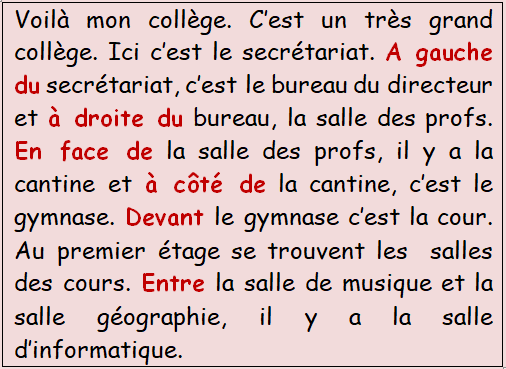 Voilà mon collège. C'est un très grand
collège. Ici c'est le secrétariat. A gauche
du secrétariat, c'est le bureau du directeur
et à droite du bureau, la salle des profs.
En face de la salle des profs, il y a la
cantine et à côté de la cantine, c'est le
gymnase. Devant le gymnase c'est la cour.
Au premier étage se trouvent les salles
des cours. Entre la salle de musique et la
salle géographie, il y a la salle
d'informatique.